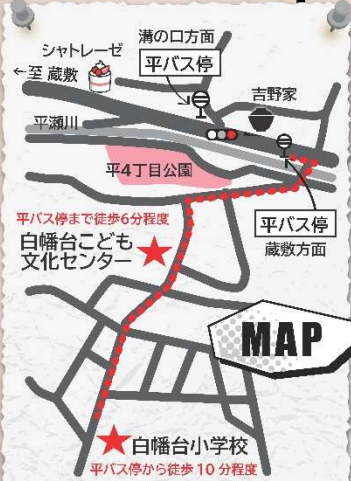 溝の口方面
シャトレーゼ
平バス停
←至 蔵敷
吉野家
平瀬川
平4丁目公園
平バス停
蔵敷方面
平バス停まで徒歩6分程度
白幡台こども
文化センター
MAP
白幡台小学校
平バス停から徒歩10分程度